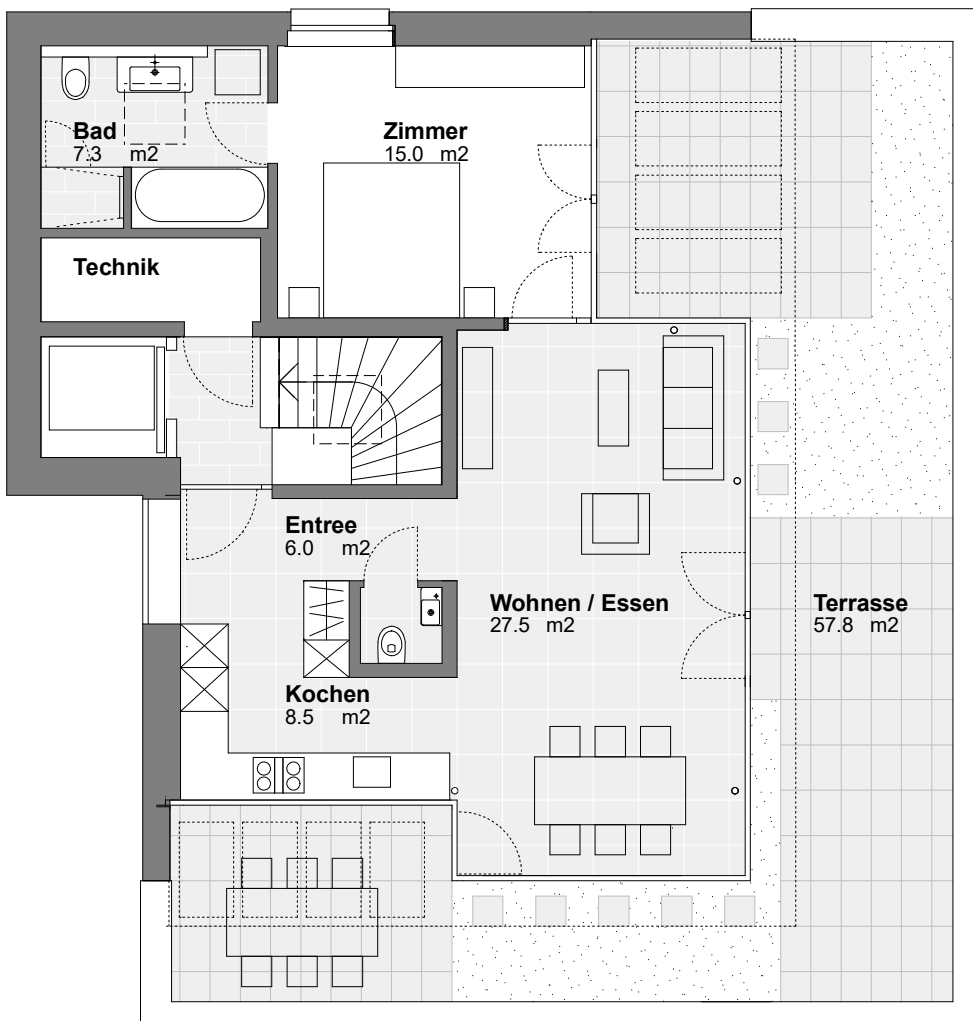 Bad
7.3 m2
Zimmer
15.0 m2
Technik
Entree
6.0 m2
Wohnen / Essen
27.5 m2
Terrasse
57.8 m2
Kochen
8.5 m2